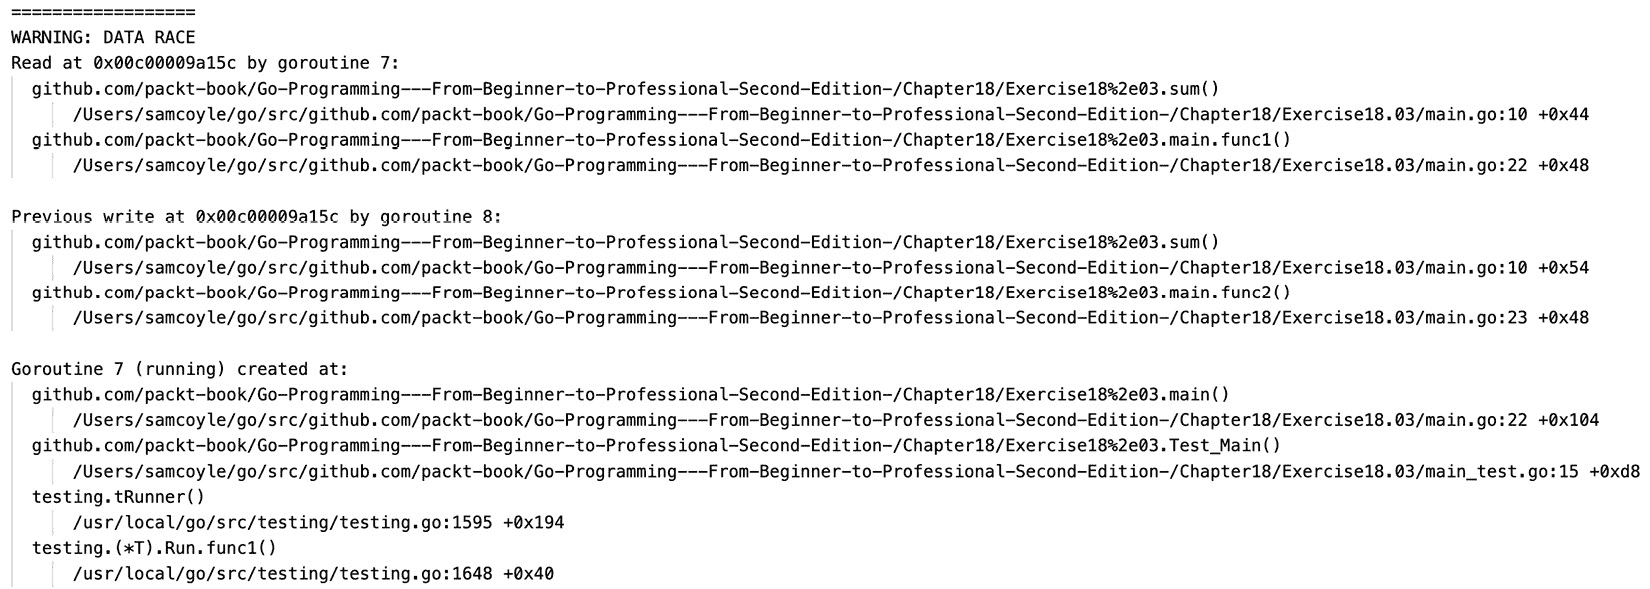 ==================
WARNING: DATA RACE
Read at 0x00c00009a15c by goroutine 7:
github.com/packt-book/Go-Programming---From-Beginner-to-Professional-Second-Edition-/Chapter18/Exercise18%2e03.sum()
/Users/samcoyle/go/src/github.com/packt-book/Go-Programming---From-Beginner-to-Professional-Second-Edition-/Chapter18/Exercise18.03/main.go:10 +0x44
github.com/packt-book/Go-Programming---From-Beginner-to-Professional-Second-Edition-/Chapter18/Exercise18%2e03.main.func1()
/Users/samcoyle/go/src/github.com/packt-book/Go-Programming---From-Beginner-to-Professional-Second-Edition-/Chapter18/Exercise18.03/main.go:22 +0x48
Previous write at 0x00c00009a15c by goroutine 8:
github.com/packt-book/Go-Programming---From-Beginner-to-Professional-Second-Edition-/Chapter18/Exercise18%2e03.sum()
/Users/samcoyle/go/src/github.com/packt-book/Go-Programming---From-Beginner-to-Professional-Second-Edition-/Chapter18/Exercise18.03/main.go:10 +0x54
github.com/packt-book/Go-Programming---From-Beginner-to-Professional-Second-Edition-/Chapter18/Exercise18%2e03.main.func2()
/Users/samcoyle/go/src/github.com/packt-book/Go-Programming---From-Beginner-to-Professional-Second-Edition-/Chapter18/Exercise18.03/main.go:23 +0x48
Goroutine 7 (running) created at:
github.com/packt-book/Go-Programming---From-Beginner-to-Professional-Second-Edition-/Chapter18/Exercise18%2e03.main()
/Users/samcoyle/go/src/github.com/packt-book/Go-Programming---From-Beginner-to-Professional-Second-Edition-/Chapter18/Exercise18.03/main.go:22 +0x104
github.com/packt-book/Go-Programming---From-Beginner-to-Professional-Second-Edition-/Chapter18/Exercise18%2e03.Test_Main()
/Users/samcoyle/go/src/github.com/packt-book/Go-Programming---From-Beginner-to-Professional-Second-Edition-/Chapter18/Exercise18.03/main_test.go:15 +0xd8
testing.tRunner()
/usr/local/go/src/testing/testing.go:1595 +0x194
testing.(*T).Run.func1()
/usr/local/go/src/testing/testing.go:1648 +0x40